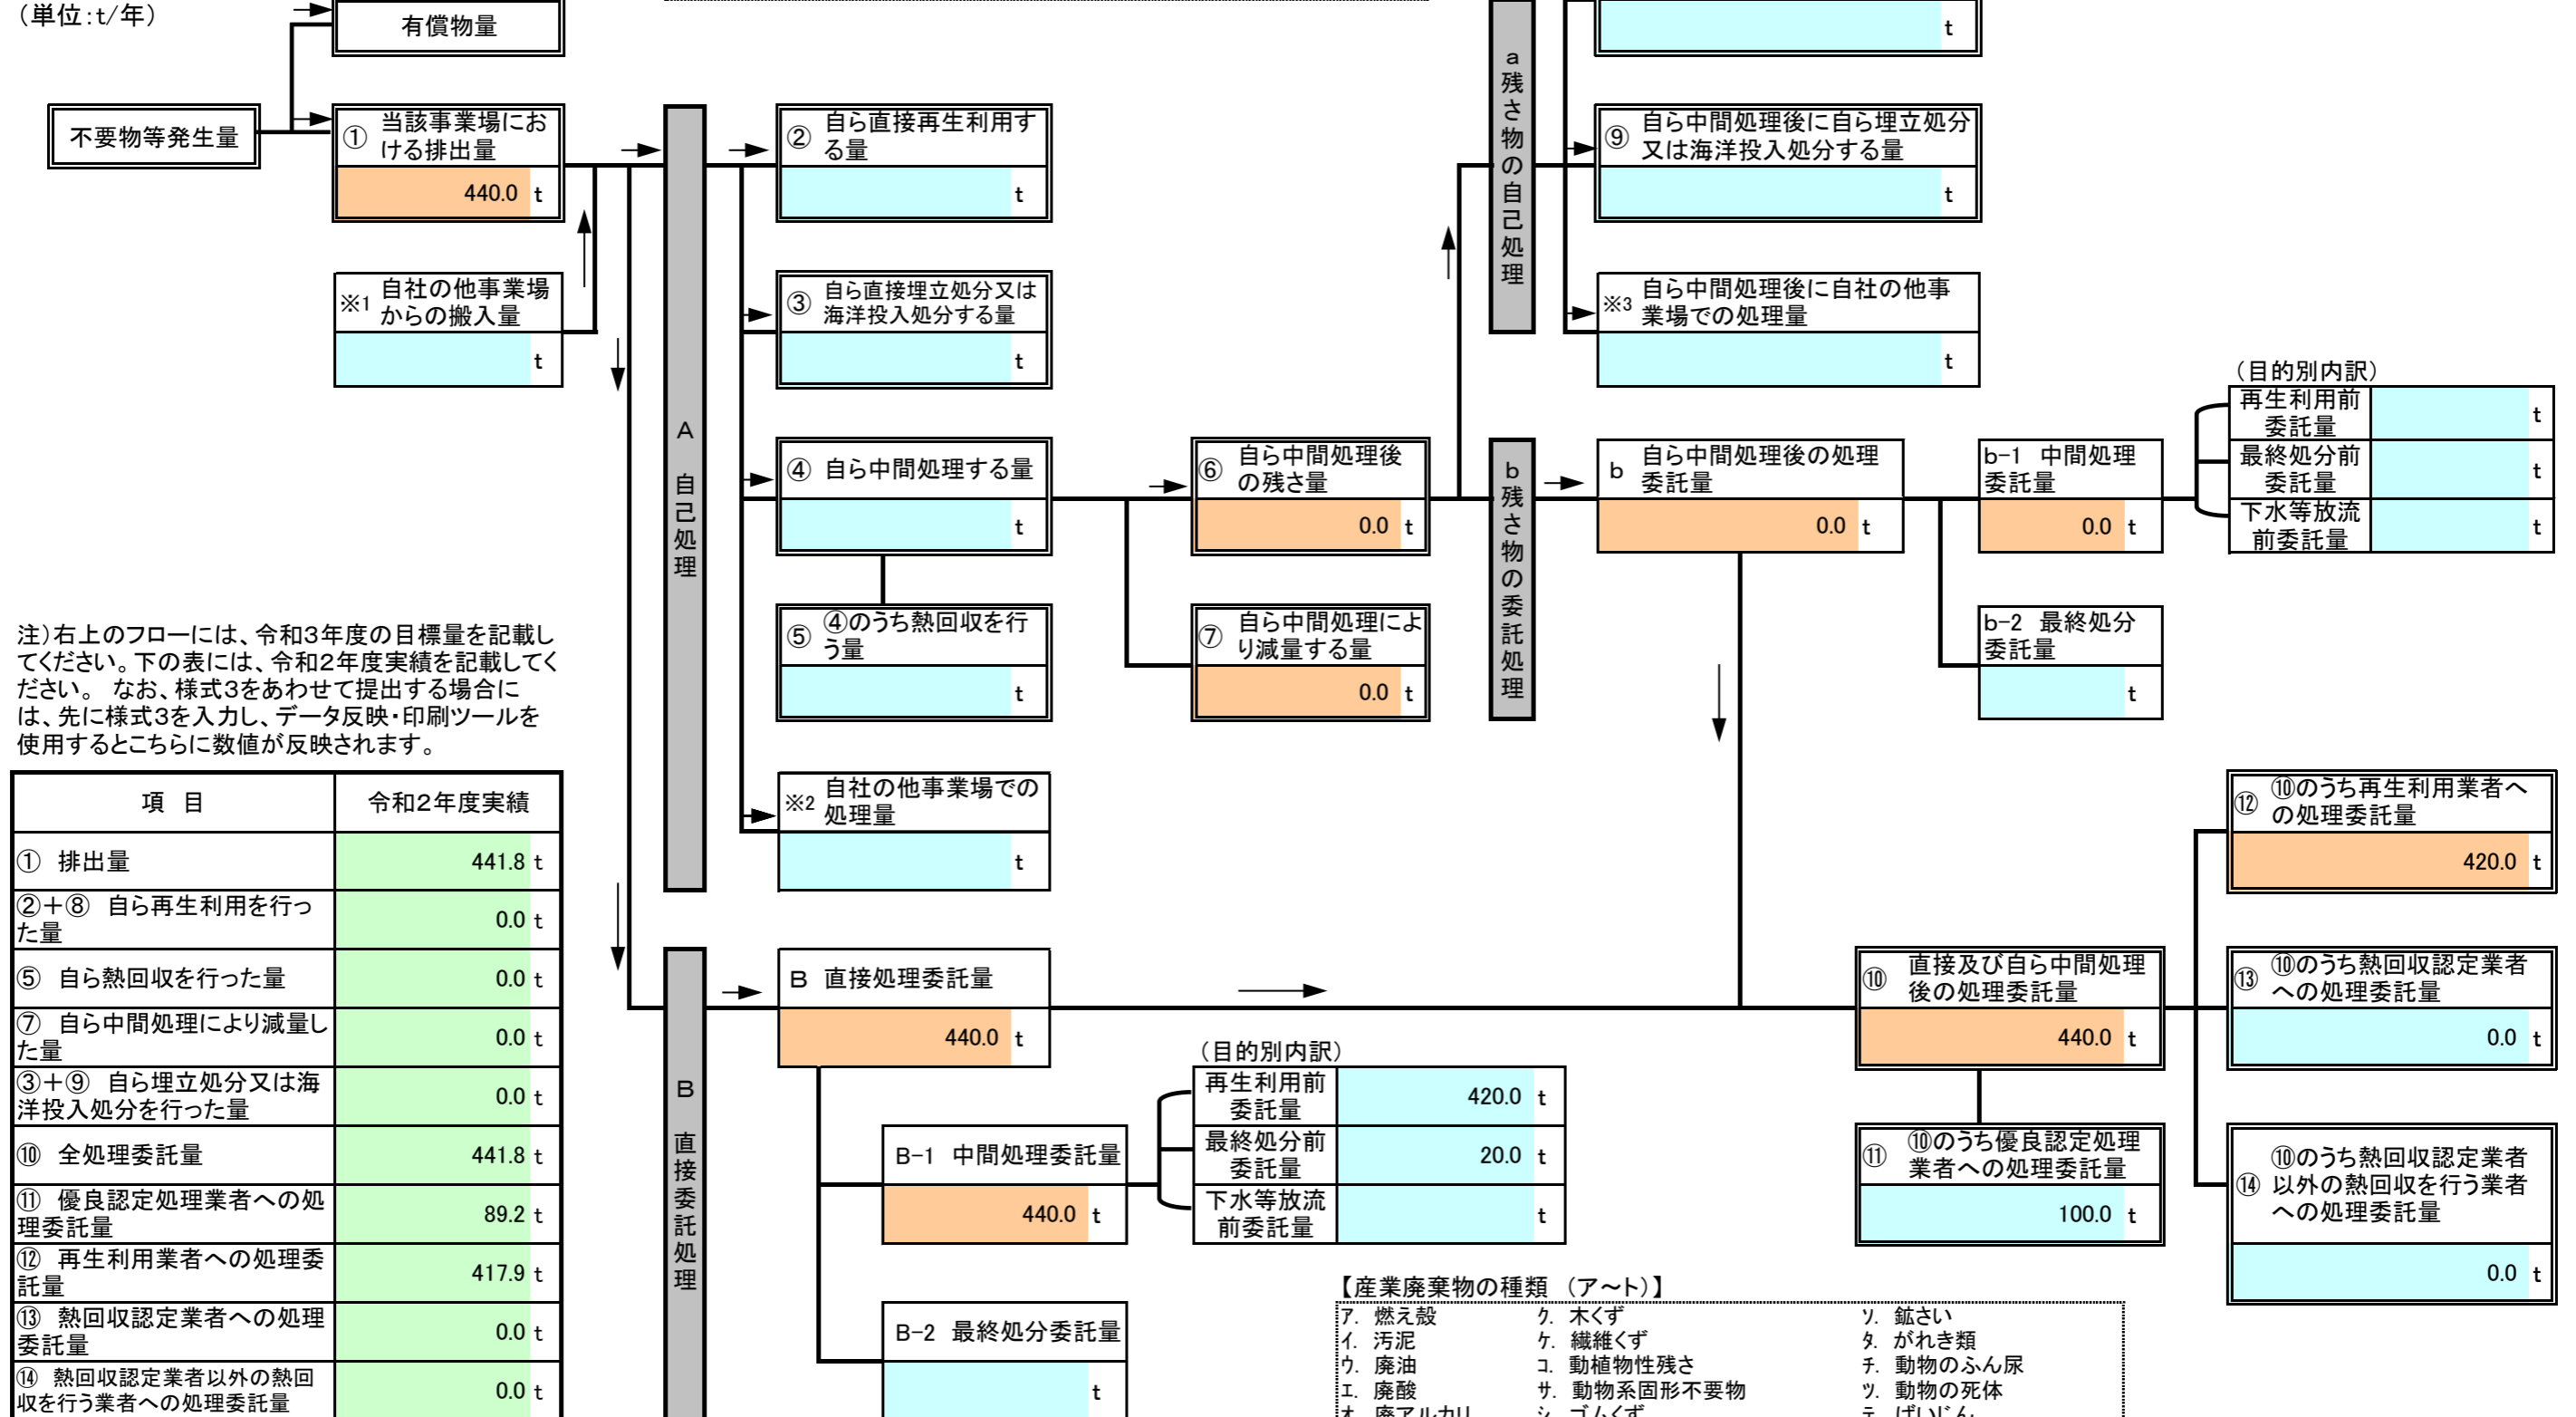 (単位:t/年)
有償物量
不要物等発生量
① 当該事業場にお
ける排出量
440.0 t
※1 自社の他事業場
からの搬入量
t
A 自己処理
② 自ら直接再生利用す
る量
t
③ 自ら直接埋立処分又は
海洋投入処分する量
t
④ 自ら中間処理する量
t
⑤ ④のうち熱回収を行
う量
t
※2 自社の他事業場での
処理量
t
⑥ 自ら中間処理後
の残さ量
0.0 t
⑦ 自ら中間処理によ
り減量する量
0.0 t
a 残さ物の自己処理
t
⑨ 自ら中間処理後に自ら埋立処分
又は海洋投入処分する量
t
※3 自ら中間処理後に自社の他事
業場での処理量
t
b 残さ物の委託処理
b 自ら中間処理後の処理
委託量
0.0 t
b-1 中間処理
委託量
0.0 t
b-2 最終処分
委託量
t
(目的別内訳)
再生利用前
委託量
t
最終処分前
委託量
t
下水等放流
前委託量
t
注)右上のフローには、令和3年度の目標量を記載し
てください。下の表には、令和2年度実績を記載してく
ださい。 なお、様式3をあわせて提出する場合に
は、先に様式3を入力し、データ反映・印刷ツールを
使用するとこちらに数値が反映されます。
項 目 令和2年度実績
① 排出量 441.8 t
②+⑧ 自ら再生利用を行っ
た量
0.0 t
⑤ 自ら熱回収を行った量 0.0 t
⑦ 自ら中間処理により減量し
た量
0.0 t
③+⑨ 自ら埋立処分又は海
洋投入処分を行った量
0.0 t
⑩ 全処理委託量 441.8 t
⑪ 優良認定処理業者への処
理委託量
89.2 t
⑫ 再生利用業者への処理委
託量
417.9 t
⑬ 熱回収認定業者への処理
委託量
0.0 t
⑭ 熱回収認定業者以外の熱回
収を行う業者への処理委託量
0.0 t
B 直接委託処理
B 直接処理委託量
440.0 t
B-1 中間処理委託量
440.0 t
B-2 最終処分委託量
t
(目的別内訳)
再生利用前
委託量
420.0 t
最終処分前
委託量
20.0 t
下水等放流
前委託量
t
⑩ 直接及び自ら中間処理
後の処理委託量
440.0 t
⑪ ⑩のうち優良認定処理
業者への処理委託量
100.0 t
⑫ ⑩のうち再生利用業者へ
の処理委託量
420.0 t
⑬ ⑩のうち熱回収認定業者
への処理委託量
0.0 t
⑭ ⑩のうち熱回収認定業者
以外の熱回収を行う業者
への処理委託量
0.0 t
【産業廃棄物の種類 (ア~ト)】
ア. 燃え殻 ク. 木くず ソ. 鉱さい
イ. 汚泥 ケ. 繊維くず タ. がれき類
ウ. 廃油 コ. 動植物性残さ チ. 動物のふん尿
エ. 廃酸 サ. 動物系固形不要物 ツ. 動物の死体
オ. 廃アルカリ シ. ゴムくず テ. ばいじん